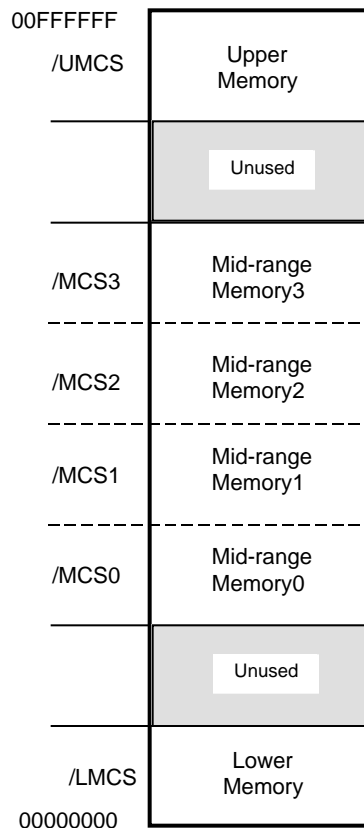 00FFFFFF
/UMCS
Upper
Memory
Unused
/MCS3
Mid-range
Memory3
/MCS2
Mid-range
Memory2
/MCS1
Mid-range
Memory1
/MCS0
Mid-range
Memory0
Unused
/LMCS
Lower
Memory
00000000